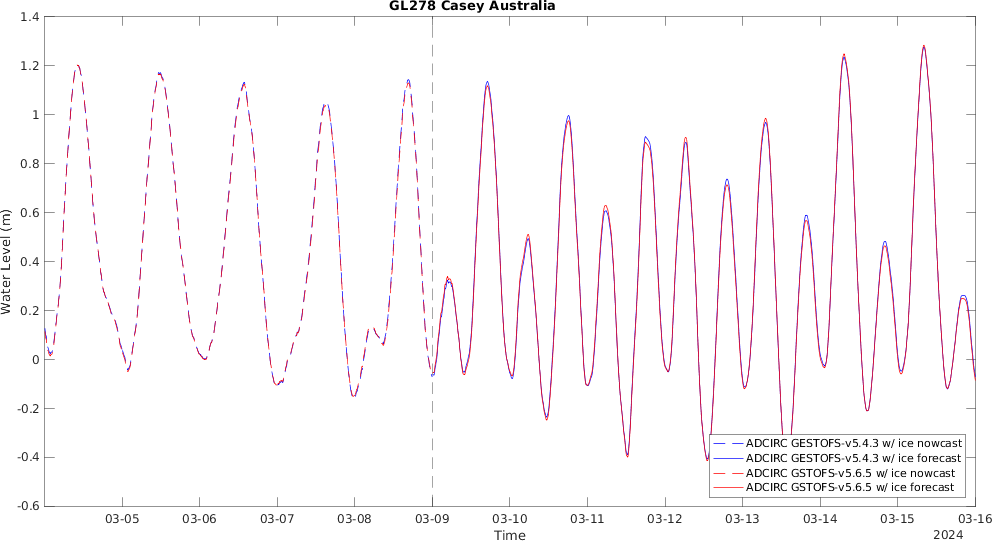 GL278 Casey Australia
1.4
1.2
1
0.8
0.6
0.4
0.2
0
-0.2
-0.4
-0.6
Water Level (m)
ADCIRC GESTOFS-v5.4.3 w/ ice nowcast
ADCIRC GESTOFS-v5.4.3 w/ ice forecast
ADCIRC GSTOFS-v5.6.5 w/ ice nowcast
ADCIRC GSTOFS-v5.6.5 w/ ice forecast
03-05 03-06 03-07 03-08 03-09 03-10 03-11 03-12 03-13 03-14 03-15 03-16
Time
2024